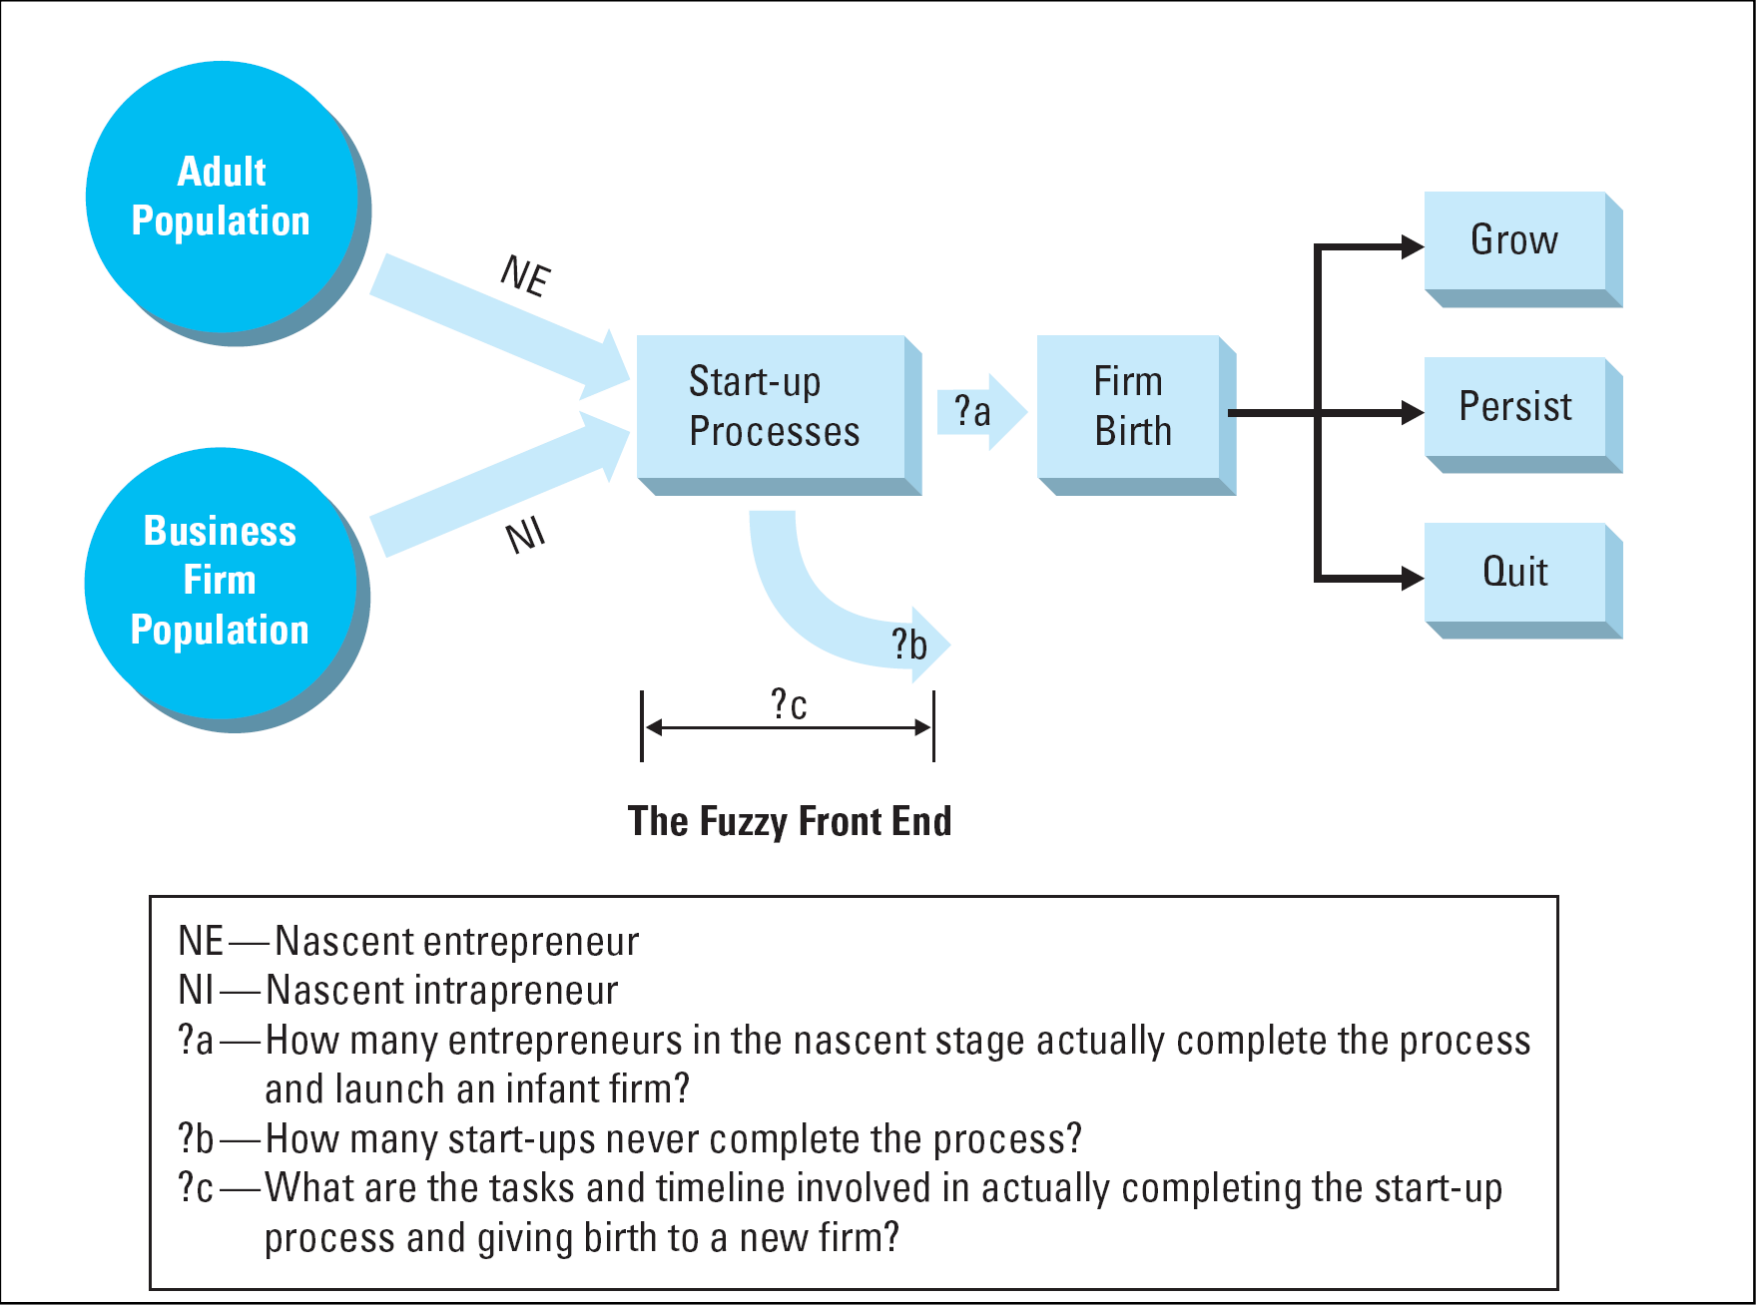 Adult
Population
NE
Business
Firm
Population
NI
Start-up
Processes
?a
Firm
Birth
Grow
Persist
Quit
?b
?c
The Fuzzy Front End
NE—Nascent entrepreneur
NI—Nascent intrapreneur
?a—How many entrepreneurs in the nascent stage actually complete the process
and launch an infant firm?
?b—How many start-ups never complete the process?
?c—What are the tasks and timeline involved in actually completing the start-up
process and giving birth to a new firm?